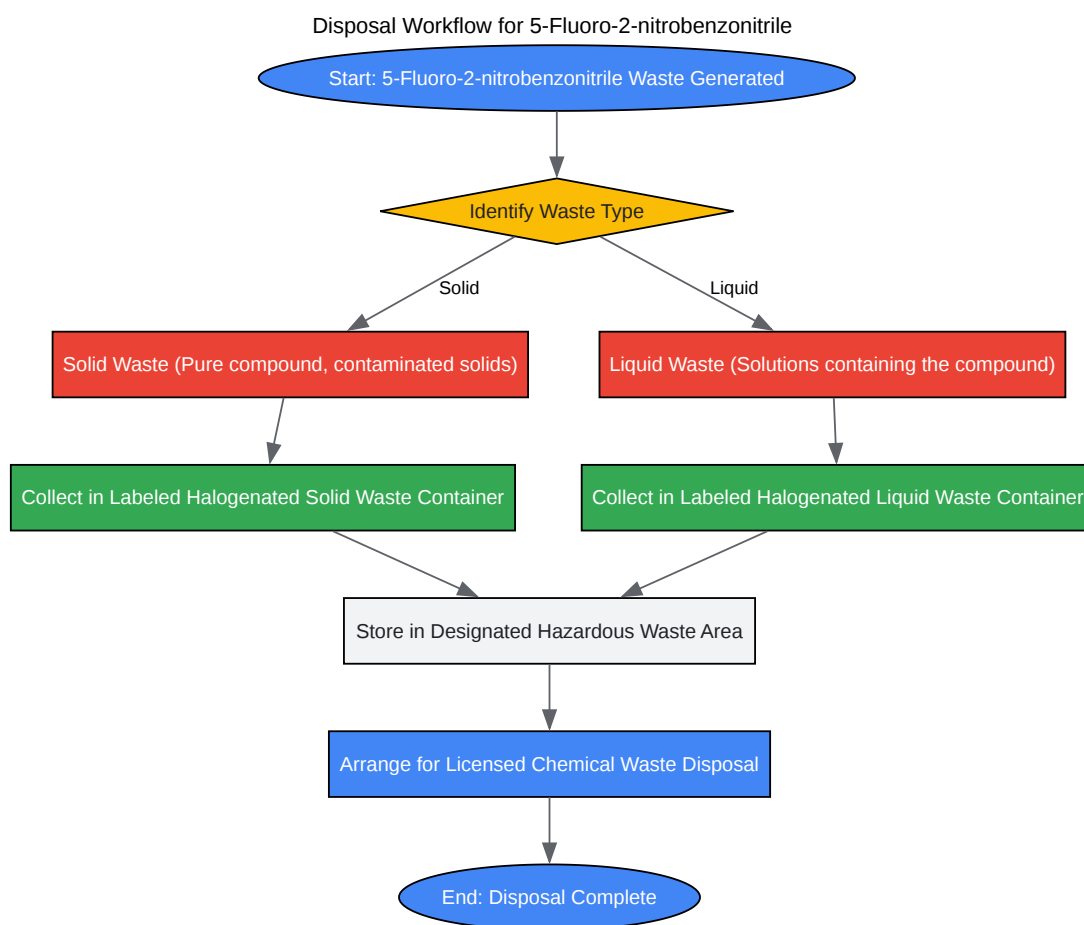 Disposal Workflow for 5-Fluoro-2-nitrobenzonitrile
Start: 5-Fluoro-2-nitrobenzonitrile Waste Generated
Identify Waste Type
Solid
Liquid
Solid Waste (Pure compound, contaminated solids)
Liquid Waste (Solutions containing the compound)
Collect in Labeled Halogenated Solid Waste Container
Collect in Labeled Halogenated Liquid Waste Container
Store in Designated Hazardous Waste Area
Arrange for Licensed Chemical Waste Disposal
End: Disposal Complete